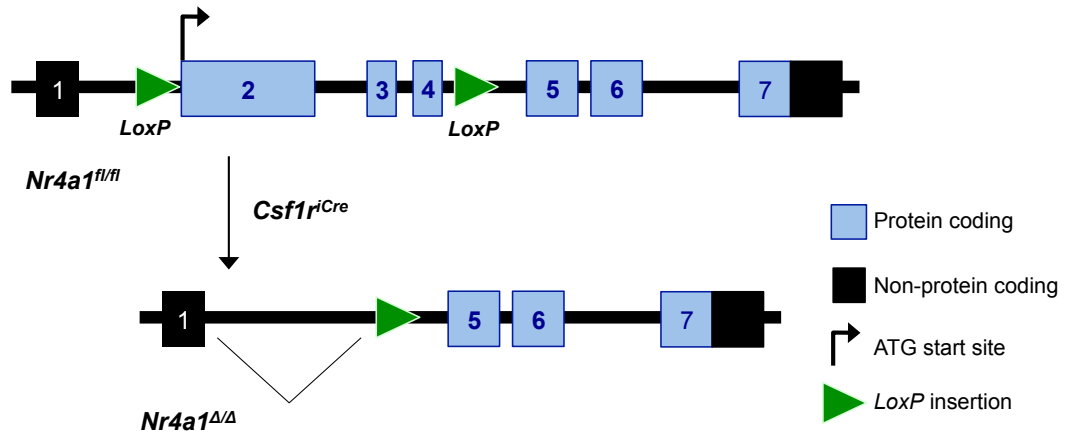 1 2 3 4 5 6 7
LoxP LoxP
Nr4a1fl/fl
Csf1riCre
Protein coding
Non-protein coding
1 5 6 7
ATG start site
LoxP insertion
Nr4a1Δ/Δ